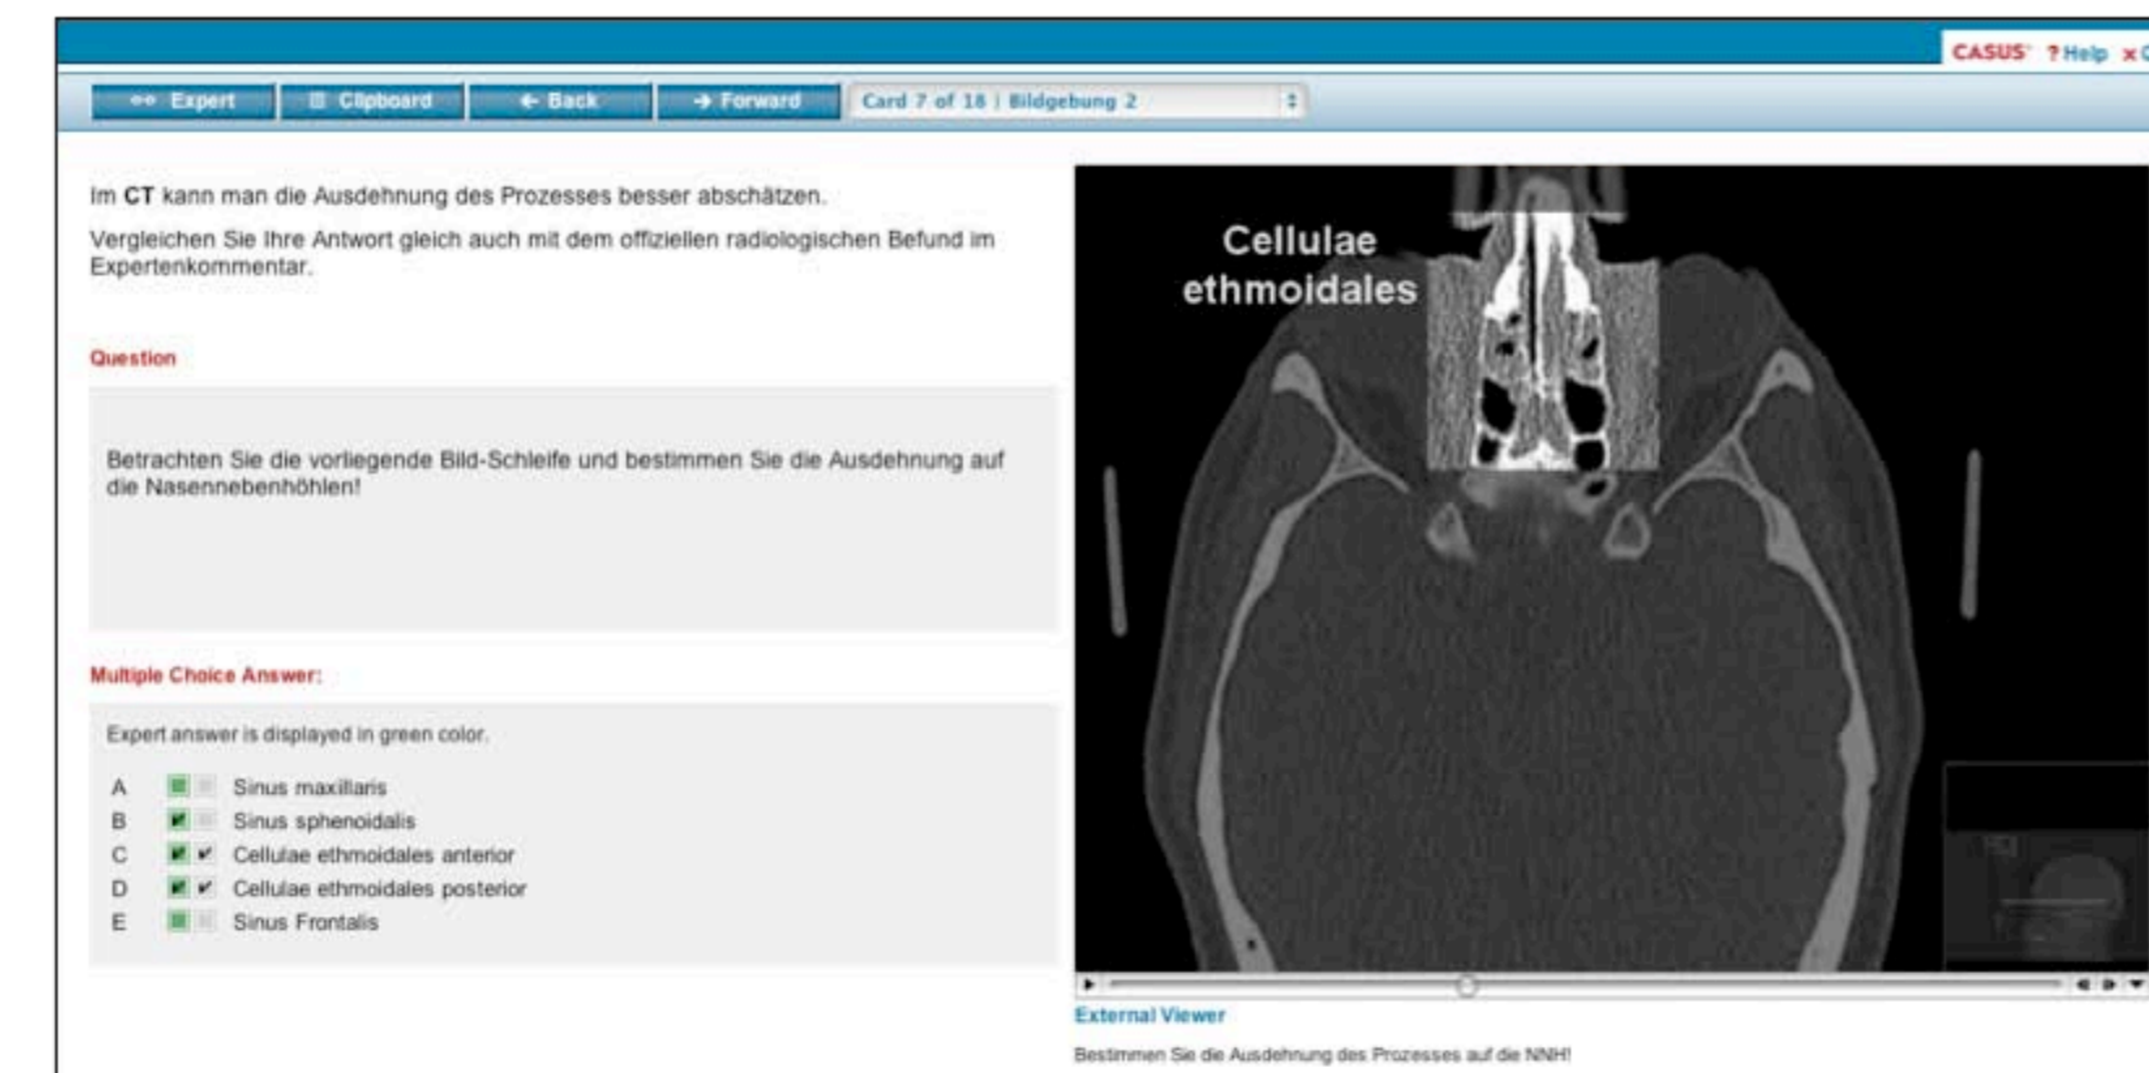 CASUS ? Help x
Expert Clipboard Back Forward Card 7 of 18 | Bildgebung 2
Im CT kann man die Ausdehnung des Prozesses besser abschätzen.
Vergleichen Sie Ihre Antwort gleich auch mit dem offiziellen radiologischen Befund im
Expertenkommentar.
Question
Betrachten Sie die vorliegende Bild-Schleife und bestimmen Sie die Ausdehnung auf
die Nasennebenhöhlen!
Multiple Choice Answer:
Expert answer is displayed in green color.
A Sinus maxillaris
B Sinus sphenoidalis
C Cellulae ethmoidales anterior
D Cellulae ethmoidales posterior
E Sinus Frontalis
Cellulae
ethmoidales
External Viewer
Bestimmen Sie die Ausdehnung des Prozesses auf die NNH!